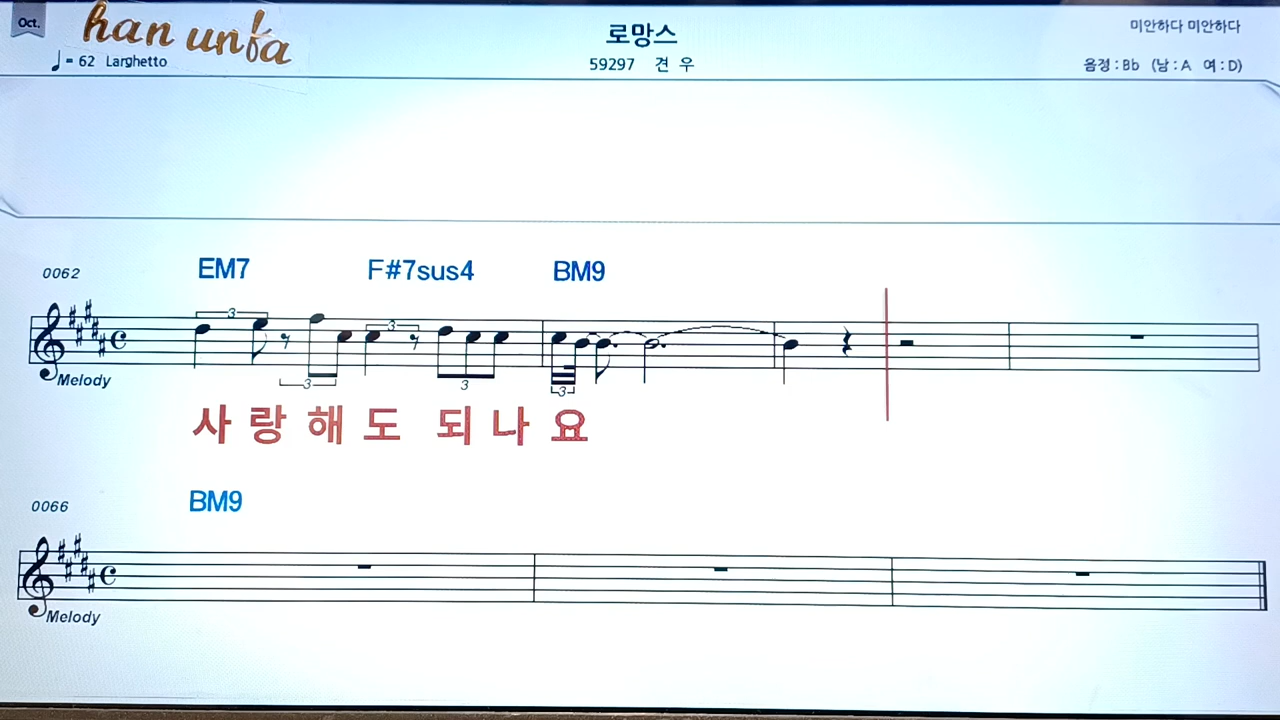 Oct.
han unfa
로망스
미안하다 미안하다
♩= 62 Larghetto
59297 견 우
음정 : Bb (남 : A 여 : D)
0062
EM7 F#7sus4 BM9
3 3 3 3 3
Melody
사 랑 해 도 되 나 요
0066
BM9
Melody